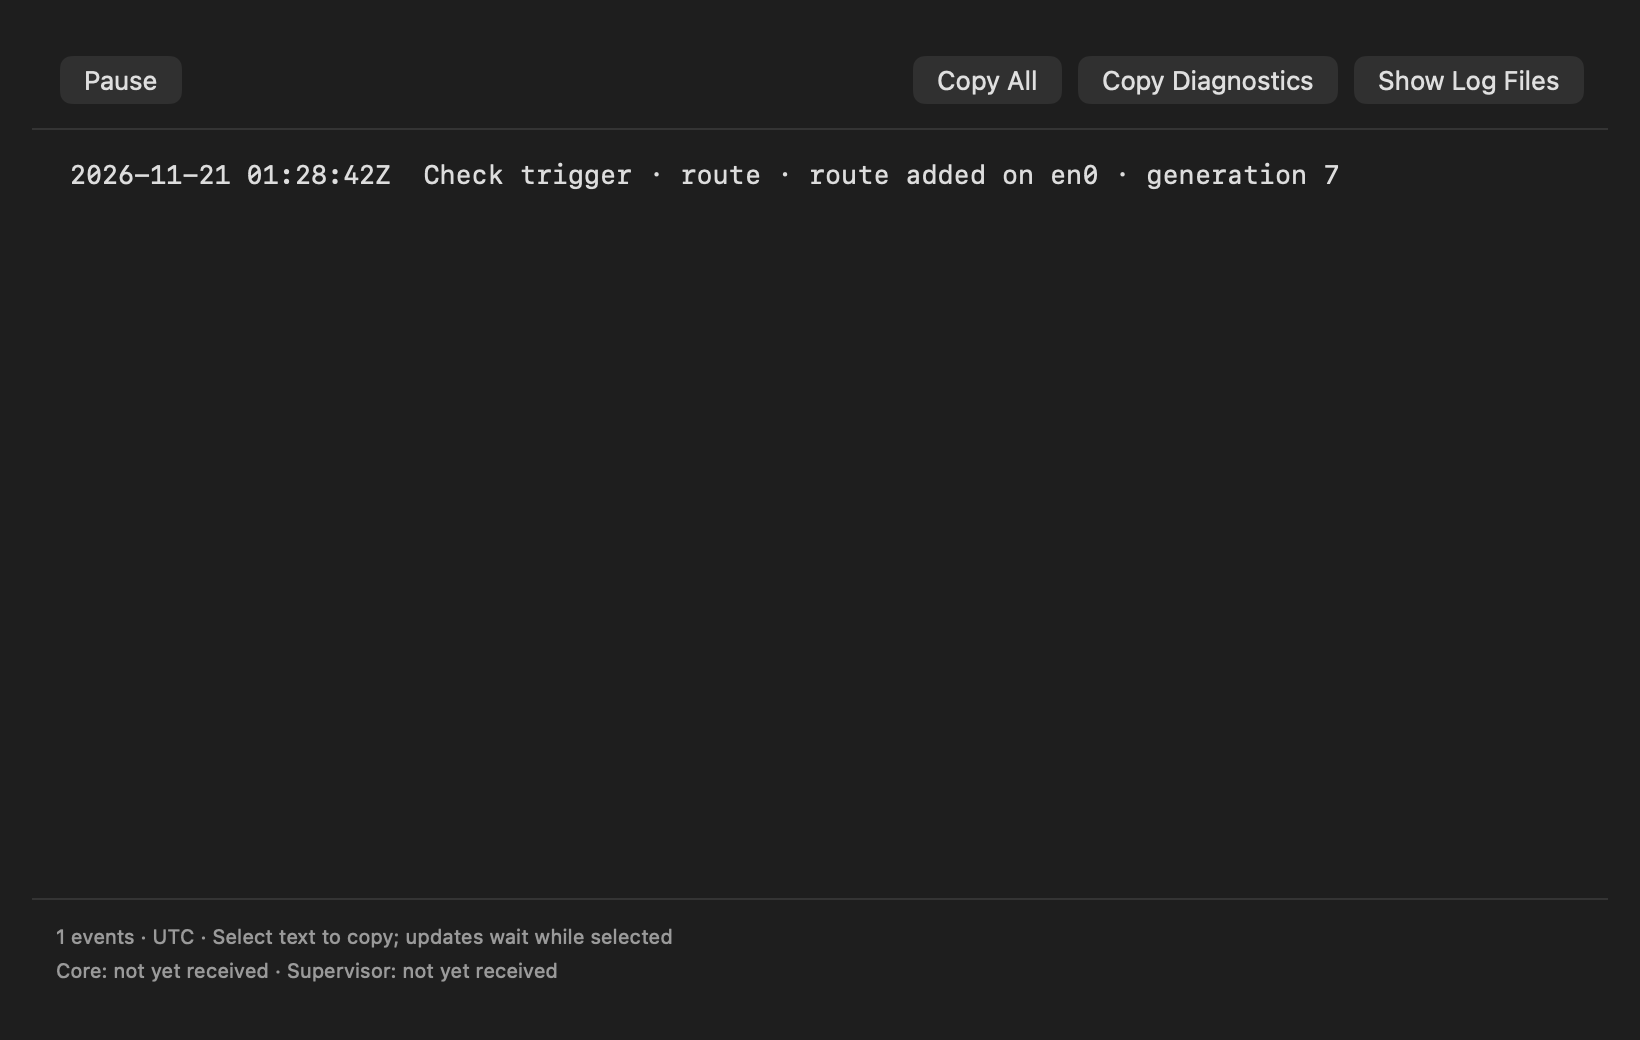 Pause Copy All Copy Diagnostics Show Log Files
2026-11-21 01:28:42Z  Check trigger · route · route added on en0 · generation 7
1 events · UTC · Select text to copy; updates wait while selected
Core: not yet received · Supervisor: not yet received